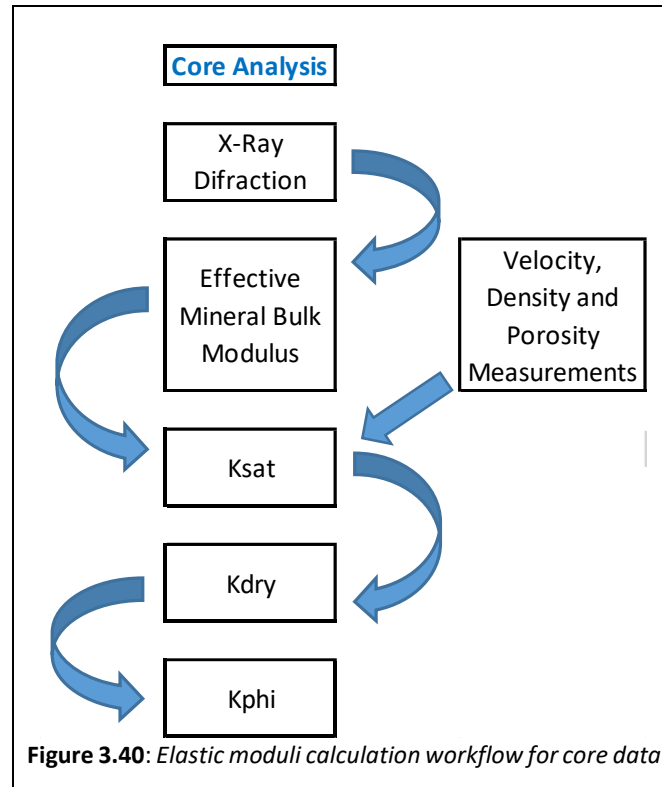 Core Analysis
X-Ray
Difraction
Effective
Mineral Bulk
Modulus
Velocity,
Density and
Porosity
Measurements
Ksat
Kdry
Kphi
Figure 3.40: Elastic moduli calculation workflow for core data